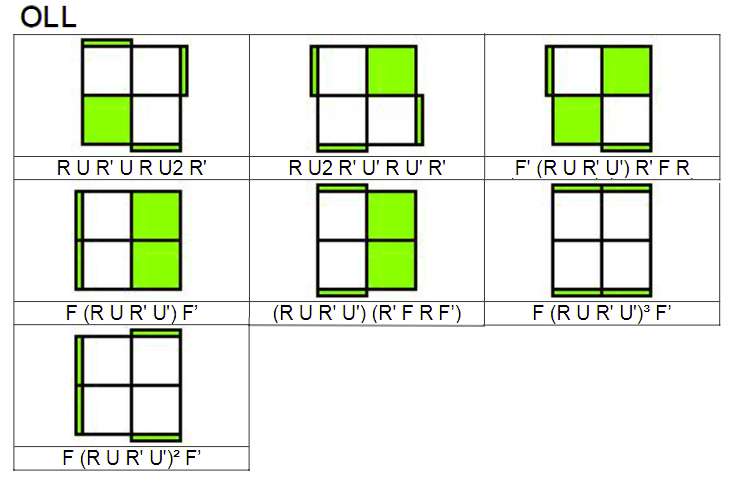 OLL
R U R' U R U2 R'
R U2 R' U' R U' R'
F' (R U R' U') R' F R
F (R U R' U') F’
(R U R' U') (R' F R F’)
F (R U R' U')³ F’
F (R U R' U')² F’